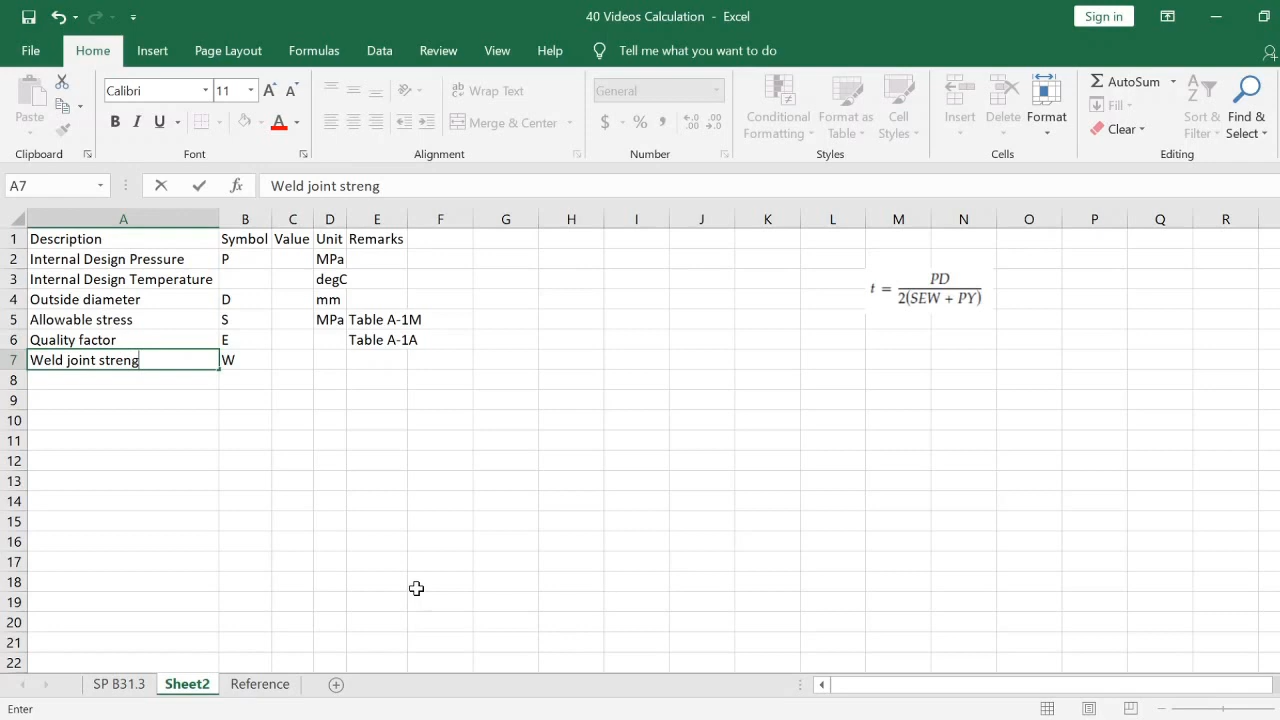 40 Videos Calculation - Excel
Sign in
File Home Insert Page Layout Formulas Data Review View Help Tell me what you want to do
Paste
Calibri 11
B I U
Wrap Text
Merge & Center
General
$ % ,
Conditional Formatting
Format as Table
Cell Styles
Insert
Delete
Format
AutoSum
Fill
Clear
Sort & Filter
Find & Select
Clipboard Font Alignment Number Styles Cells Editing
A7 fx Weld joint streng
A B C D E F G H I J K L M N O P Q R
1 Description Symbol Value Unit Remarks
2 Internal Design Pressure P MPa
3 Internal Design Temperature degC
4 Outside diameter D mm
5 Allowable stress S MPa Table A-1M
6 Quality factor E Table A-1A
7 Weld joint streng W
8
9
10
11
12
13
14
15
16
17
18
19
20
21
22
t = PD
2(SEW + PY)
SP B31.3 Sheet2 Reference
Enter